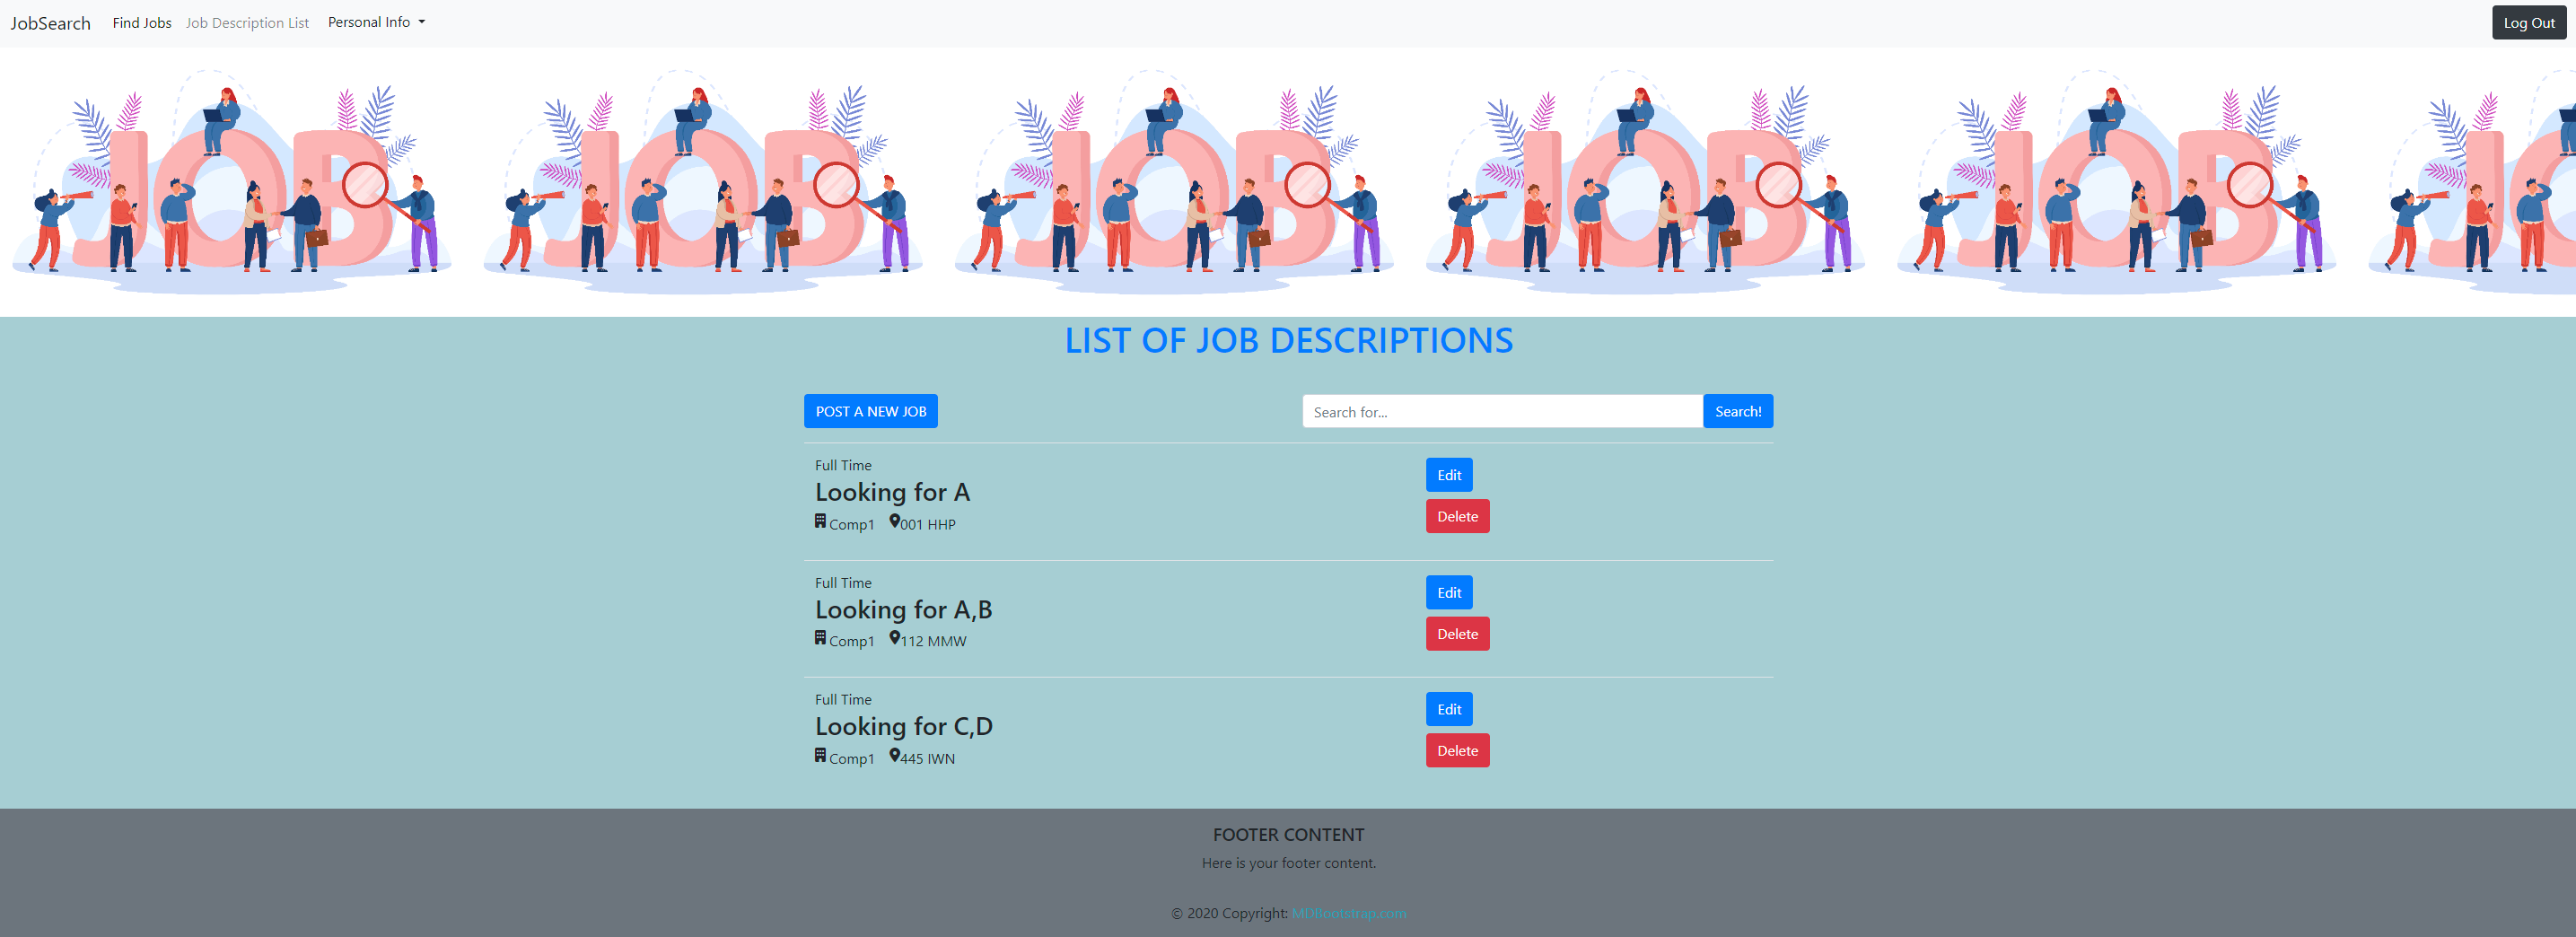 JobSearch Find Jobs Job Description List Personal Info Log Out
JOB JOB JOB JOB JOB JO
LIST OF JOB DESCRIPTIONS
POST A NEW JOB Search for... Search!
Full Time
Looking for A
Comp1 001 HHP
Edit
Delete
Full Time
Looking for A,B
Comp1 112 MMW
Edit
Delete
Full Time
Looking for C,D
Comp1 445 IWN
Edit
Delete
FOOTER CONTENT
Here is your footer content.
© 2020 Copyright: MDBootstrap.com